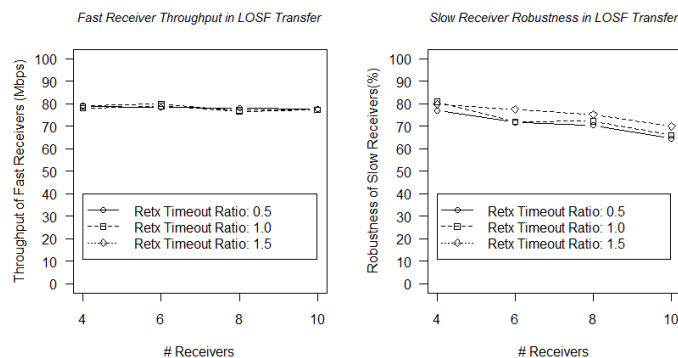 Fast Receiver Throughput in LOSF Transfer
Throughput of Fast Receivers (Mbps)
100
90
80
70
60
50
40
30
20
10
0
Retx Timeout Ratio: 0.5
Retx Timeout Ratio: 1.0
Retx Timeout Ratio: 1.5
4 6 8 10
# Receivers
Slow Receiver Robustness in LOSF Transfer
Robustness of Slow Receivers(%)
100
90
80
70
60
50
40
30
20
10
0
Retx Timeout Ratio: 0.5
Retx Timeout Ratio: 1.0
Retx Timeout Ratio: 1.5
4 6 8 10
# Receivers